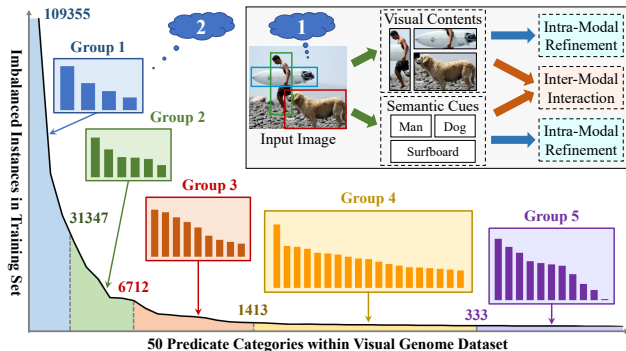 109355
Group 1
2
1
Input Image
Visual Contents
Semantic Cues
Man
Dog
Surfboard
Intra-Modal
Refinement
Inter-Modal
Interaction
Intra-Modal
Refinement
Group 2
Group 3
Group 4
Group 5
31347
6712
1413
333
Imbalanced Instances in
Training Set
50 Predicate Categories within Visual Genome Dataset